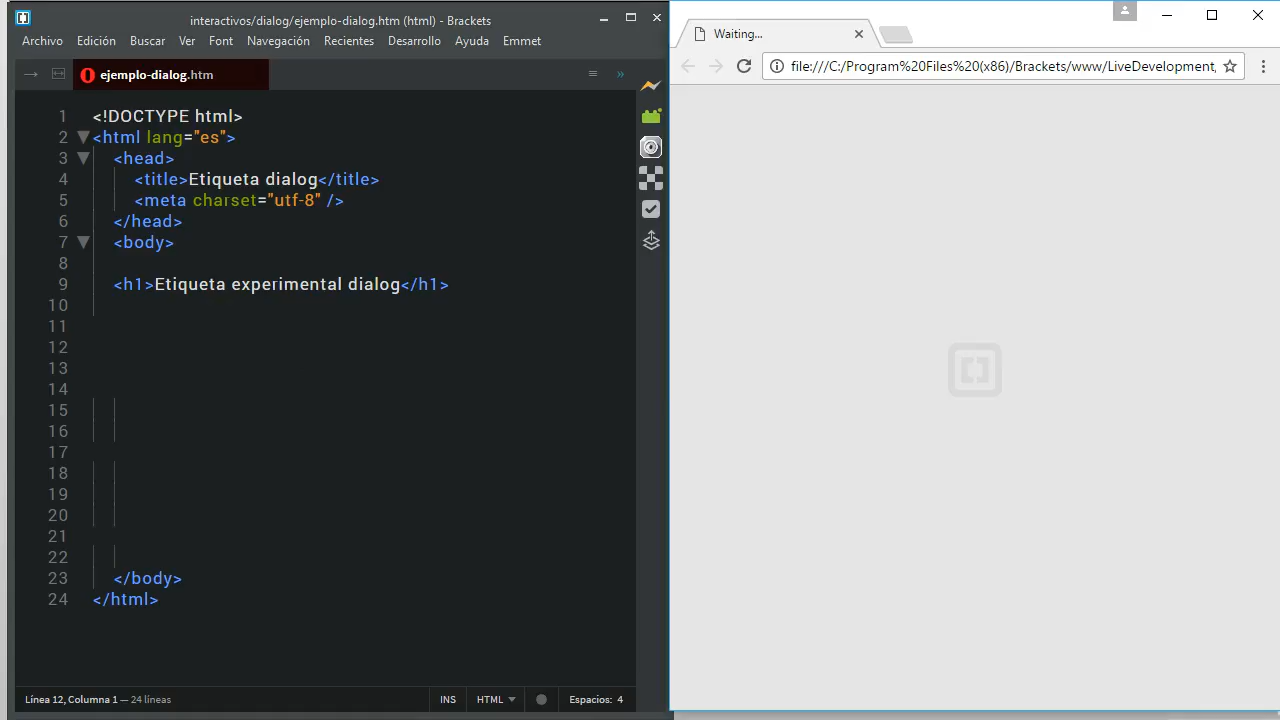 interactivos/dialog/ejemplo-dialog.htm (html) - Brackets
Archivo Edición Buscar Ver Font Navegación Recientes Desarrollo Ayuda Emmet
ejemplo-dialog.htm
1 <!DOCTYPE html>
2 <html lang="es">
3 <head>
4 <title>Etiqueta dialog</title>
5 <meta charset="utf-8" />
6 </head>
7 <body>
8
9 <h1>Etiqueta experimental dialog</h1>
10
11
12
13
14
15
16
17
18
19
20
21
22
23 </body>
24 </html>
Línea 12, Columna 1 — 24 líneas INS HTML Espacios: 4
Waiting...
file:///C:/Program%20Files%20(x86)/Brackets/www/LiveDevelopment,